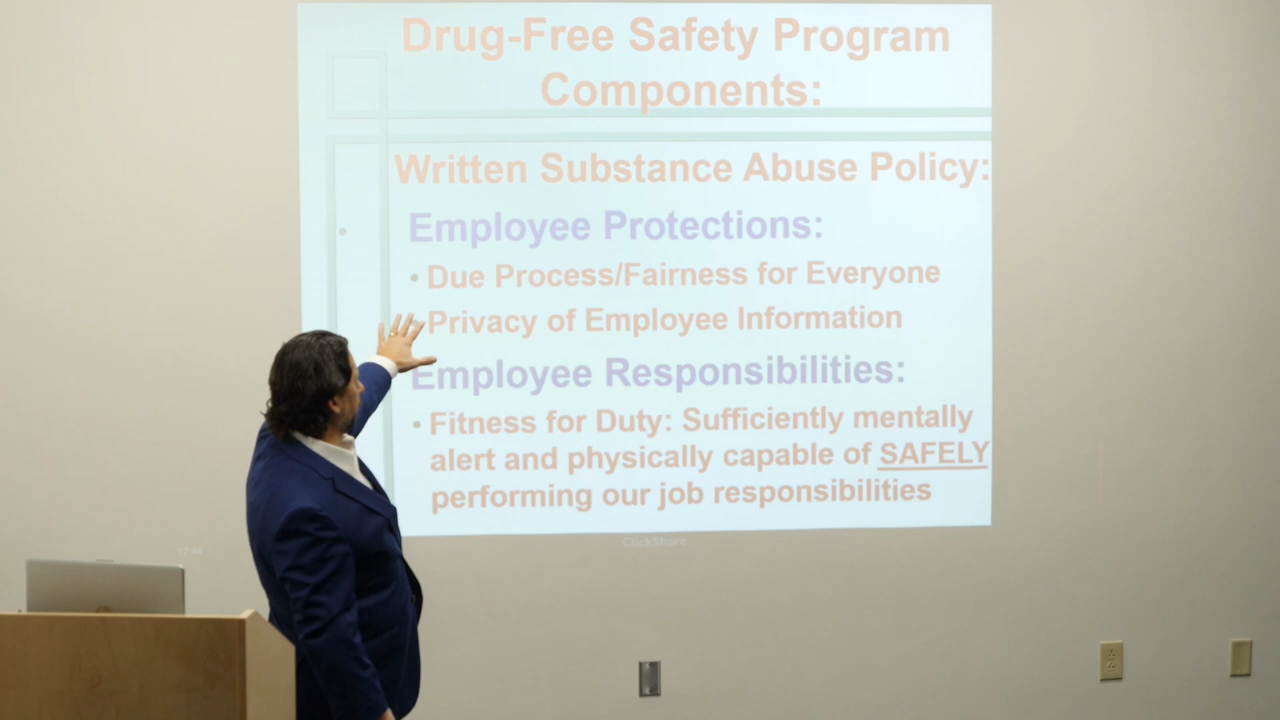 Drug-Free Safety Program
Components:
Written Substance Abuse Policy:
Employee Protections:
• Due Process/Fairness for Everyone
Privacy of Employee Information
Employee Responsibilities:
• Fitness for Duty: Sufficiently mentally
alert and physically capable of SAFELY
performing our job responsibilities
ClickShare